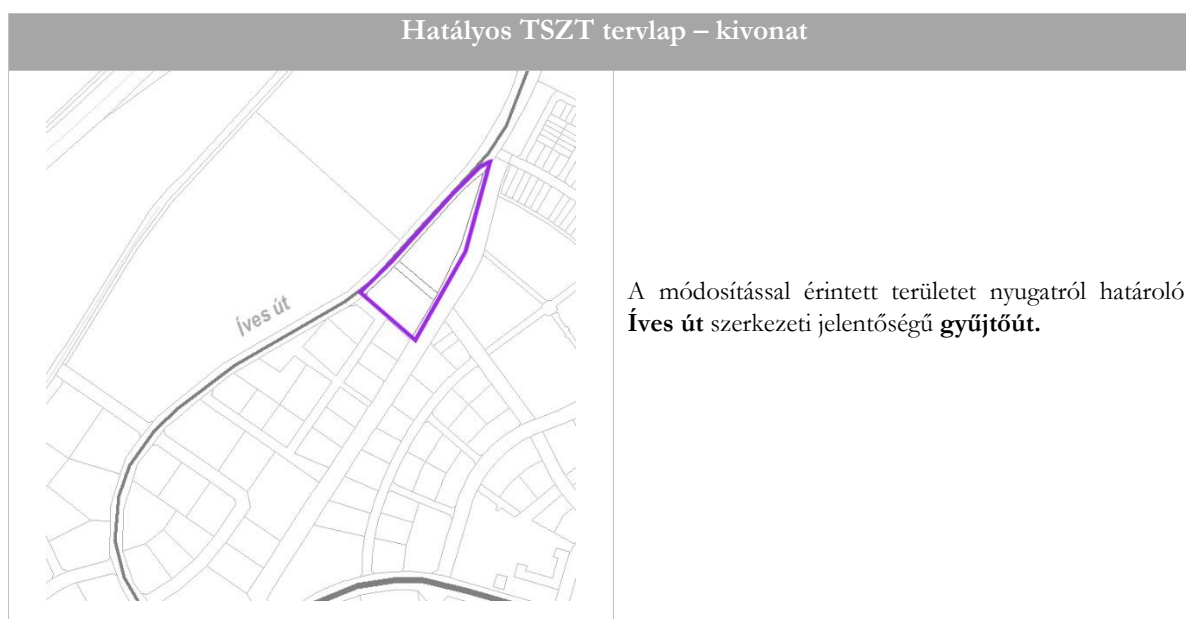 Hatályos TSZT tervlap – kivonat
Íves út
A módosítással érintett területet nyugatról határoló
Íves út szerkezeti jelentőségű gyűjtőút.